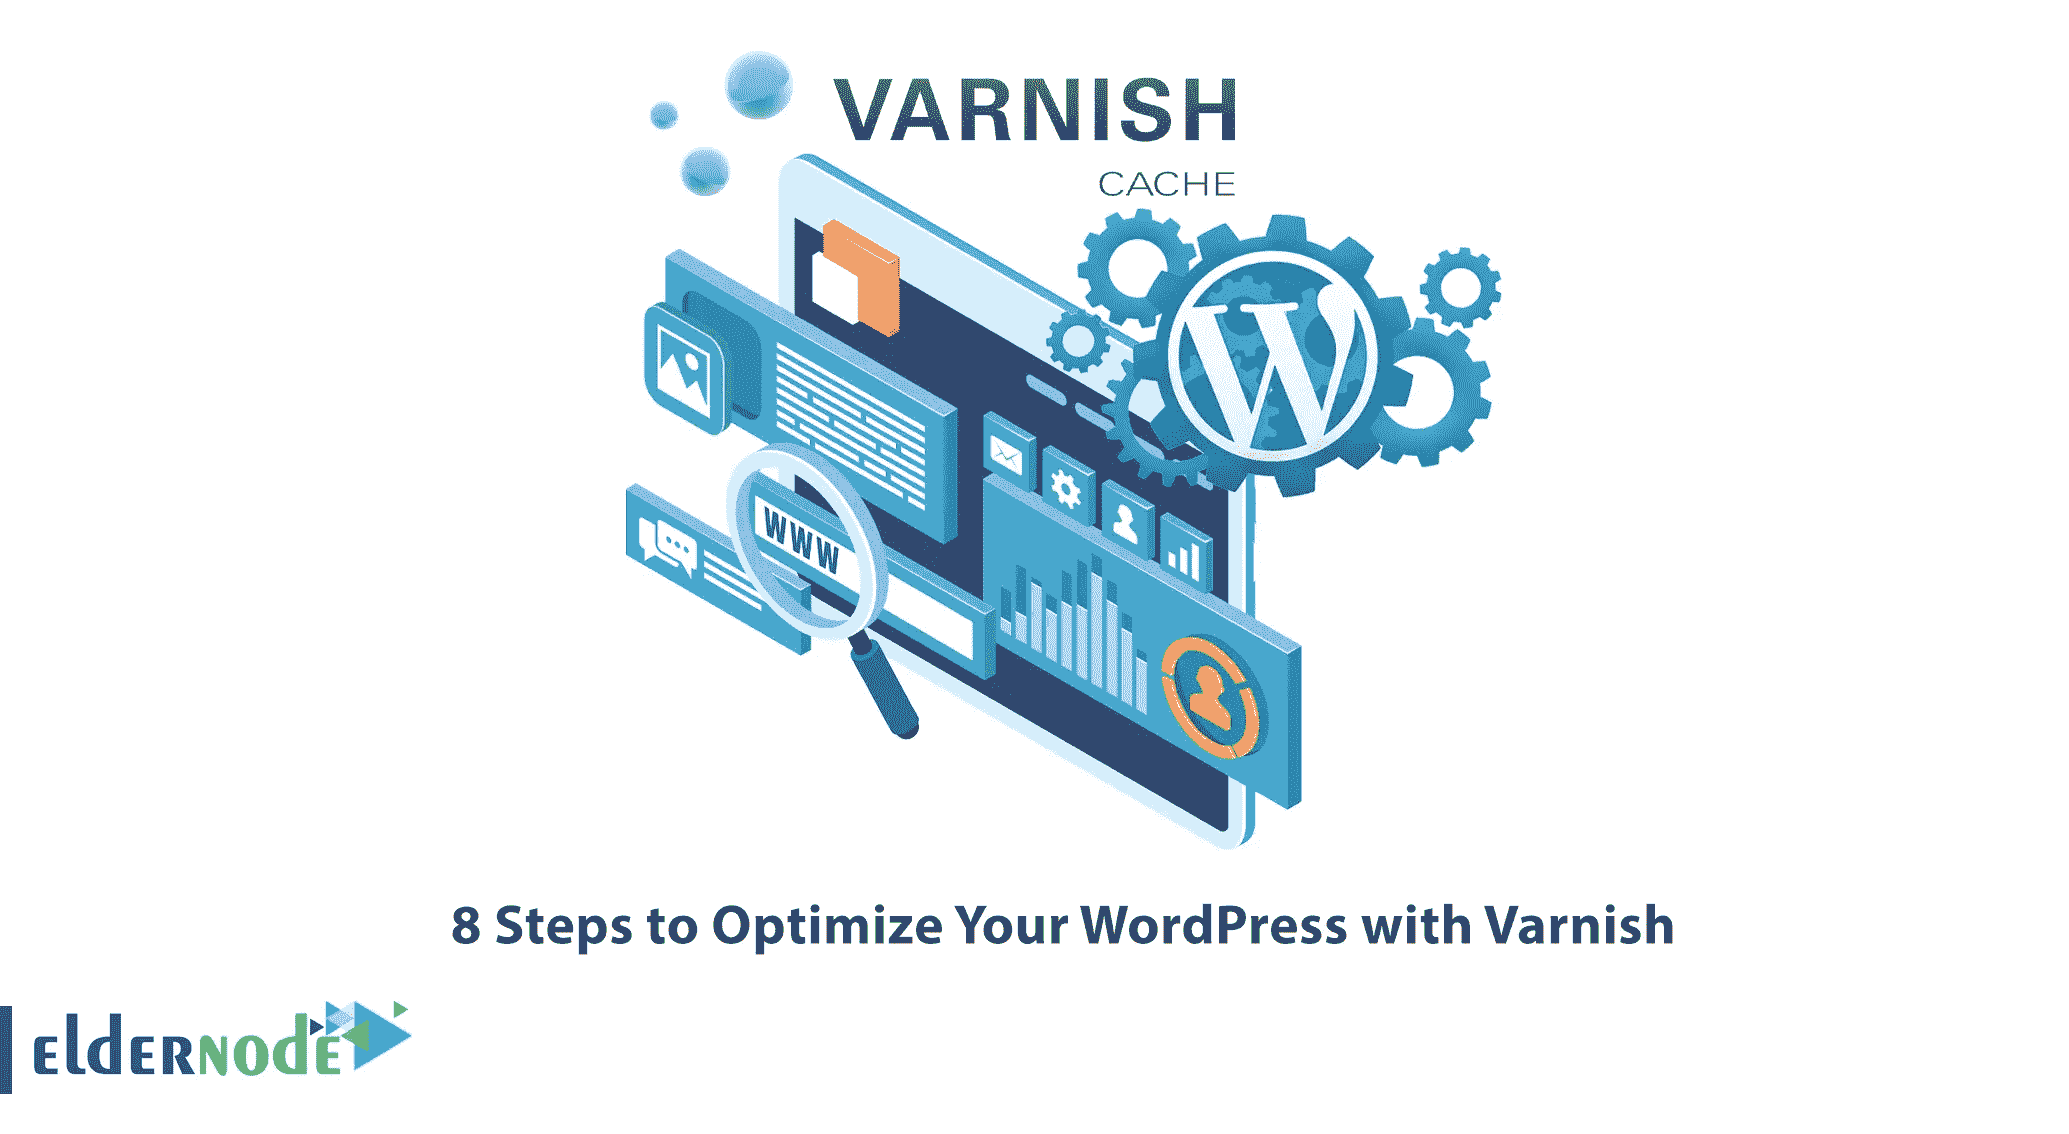 VARNISH
CACHE
W
WWW
8 Steps to Optimize Your WordPress with Varnish
ELDERNODE